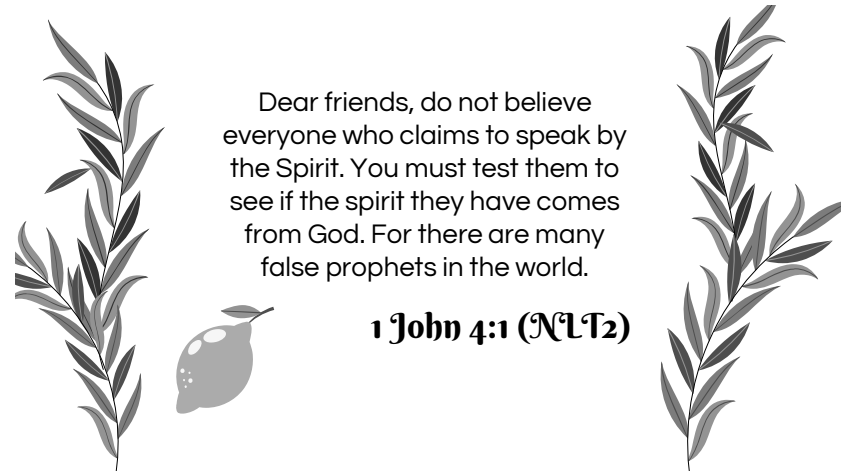 Dear friends, do not believe
everyone who claims to speak by
the Spirit. You must test them to
see if the spirit they have comes
from God. For there are many
false prophets in the world.
1 John 4:1 (NLT2)